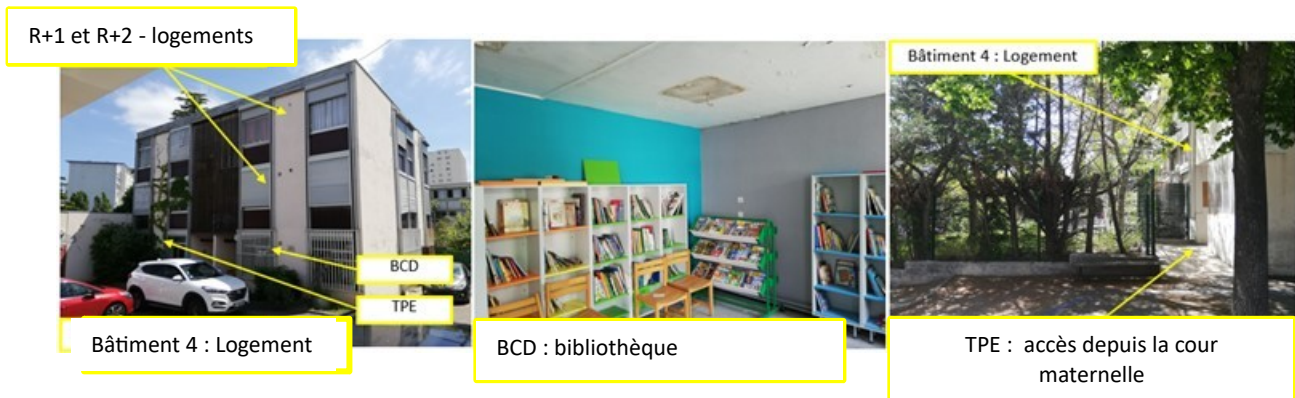 R+1 et R+2 - logements
BCD
TPE
Bâtiment 4 : Logement
BCD : bibliothèque
Bâtiment 4 : Logement
TPE : accès depuis la cour
maternelle